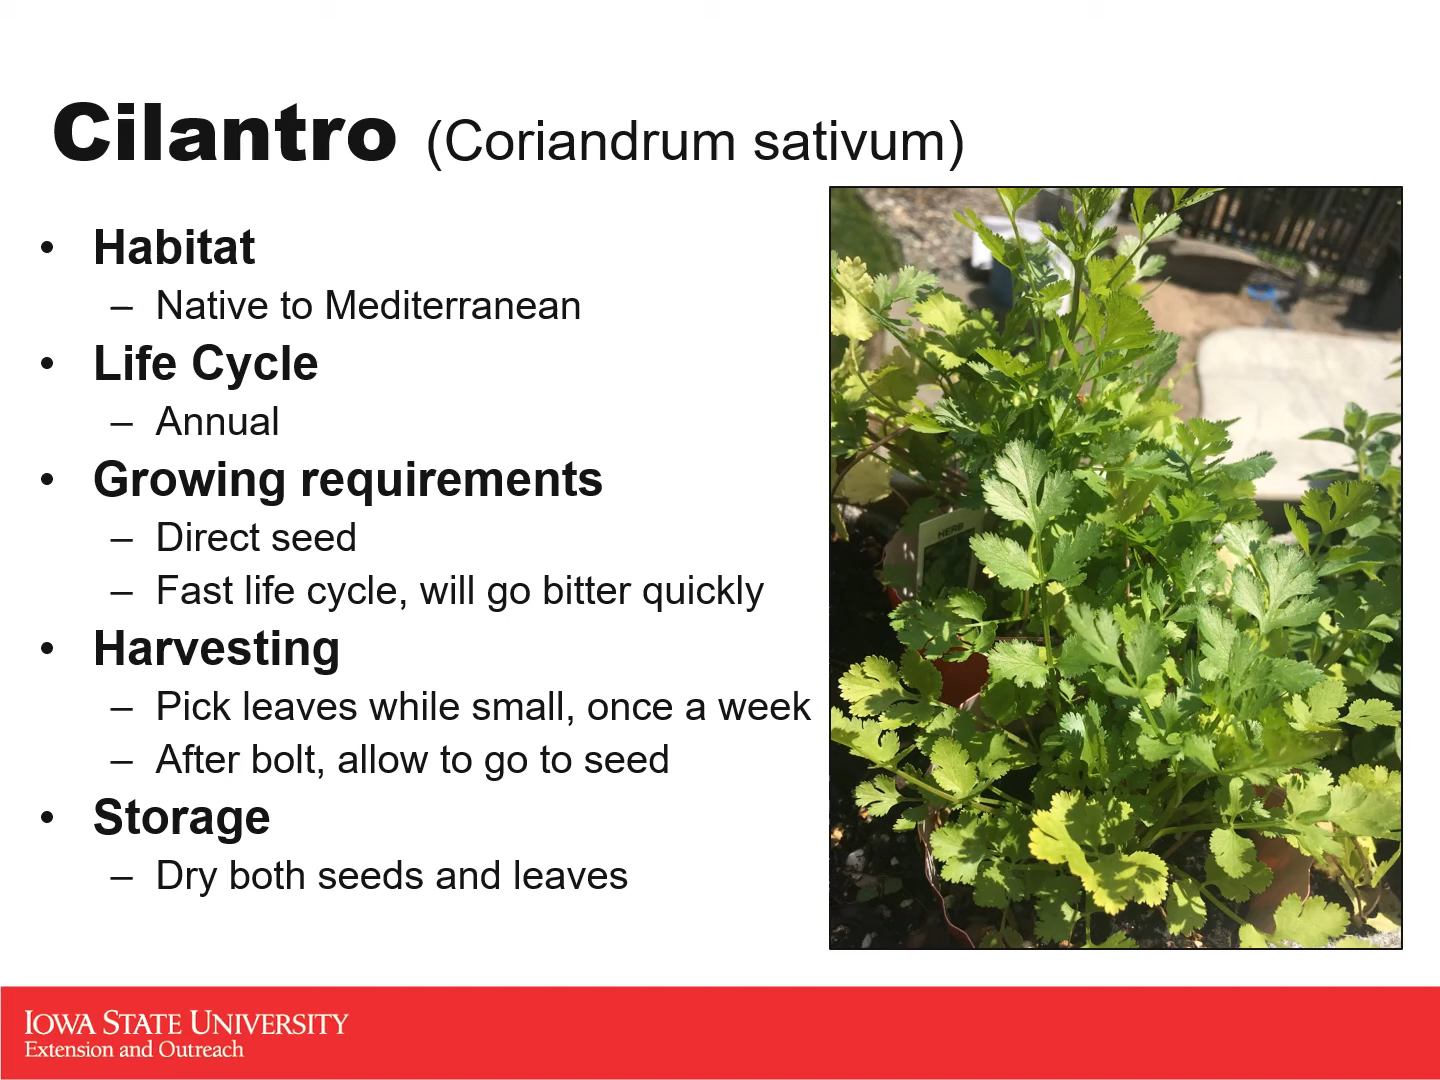 Cilantro (Coriandrum sativum)
• Habitat
– Native to Mediterranean
• Life Cycle
– Annual
• Growing requirements
– Direct seed
– Fast life cycle, will go bitter quickly
• Harvesting
– Pick leaves while small, once a week
– After bolt, allow to go to seed
• Storage
– Dry both seeds and leaves
HERB
IOWA STATE UNIVERSITY
Extension and Outreach